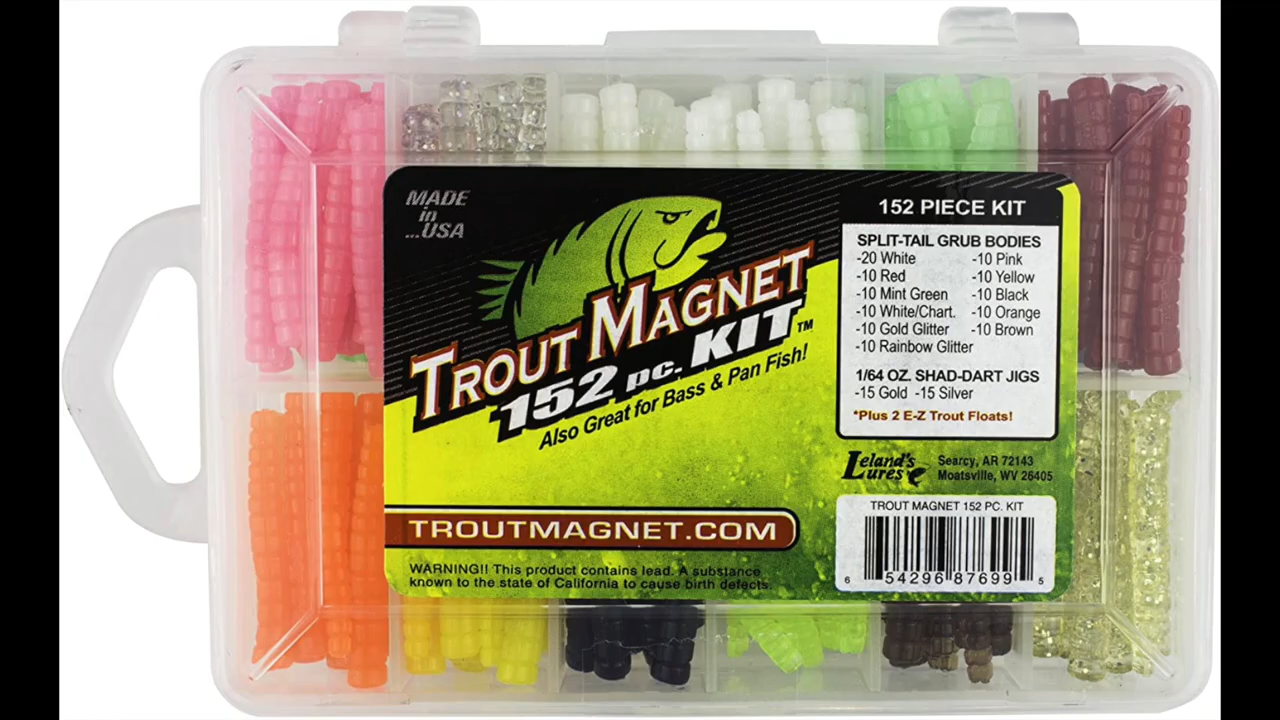 MADE
in
...USA
TROUT MAGNET
152 pc. KIT™
Also Great for Bass & Pan Fish!
TROUTMAGNET.COM
WARNING!! This product contains lead. A substance
known to the state of California to cause birth defects.
152 PIECE KIT
SPLIT-TAIL GRUB BODIES
-20 White -10 Pink
-10 Red -10 Yellow
-10 Mint Green -10 Black
-10 White/Chart. -10 Orange
-10 Gold Glitter -10 Brown
-10 Rainbow Glitter
1/64 OZ. SHAD-DART JIGS
-15 Gold -15 Silver
*Plus 2 E-Z Trout Floats!
Leland's Lures
Searcy, AR 72143
Moatsville, WV 26405
TROUT MAGNET 152 PC. KIT
6 54296 87699 5